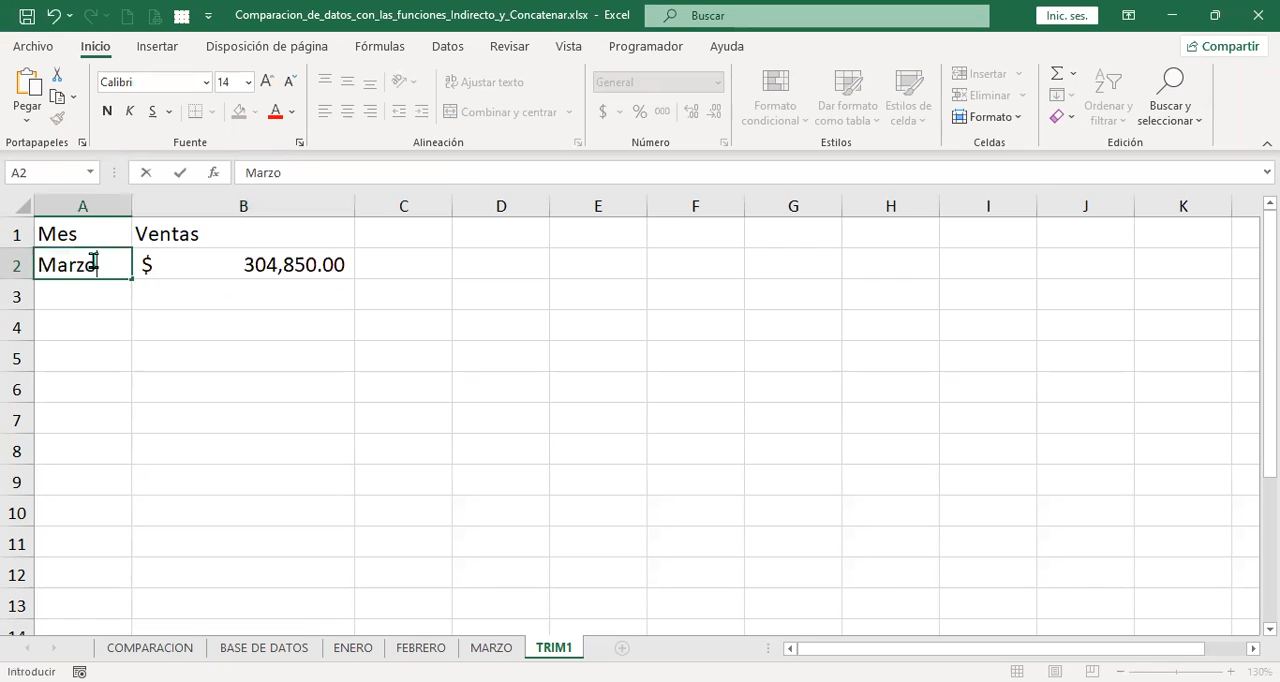 Comparacion_de_datos_con_las_funciones_Indirecto_y_Concatenar.xlsx - Excel
Buscar
Inic. ses.
Archivo Inicio Insertar Disposición de página Fórmulas Datos Revisar Vista Programador Ayuda Compartir
Pegar
Calibri 14
N K S
Ajustar texto
Combinar y centrar
General
$ % 000
Formato condicional
Dar formato como tabla
Estilos de celda
Insertar
Eliminar
Formato
Ordenar y filtrar
Buscar y seleccionar
Portapapeles Fuente Alineación Número Estilos Celdas Edición
A2 fx Marzo
A B C D E F G H I J K
1 Mes Ventas
2 Marzo $ 304,850.00
3
4
5
6
7
8
9
10
11
12
13
14
COMPARACION BASE DE DATOS ENERO FEBRERO MARZO TRIM1
Introducir 130%